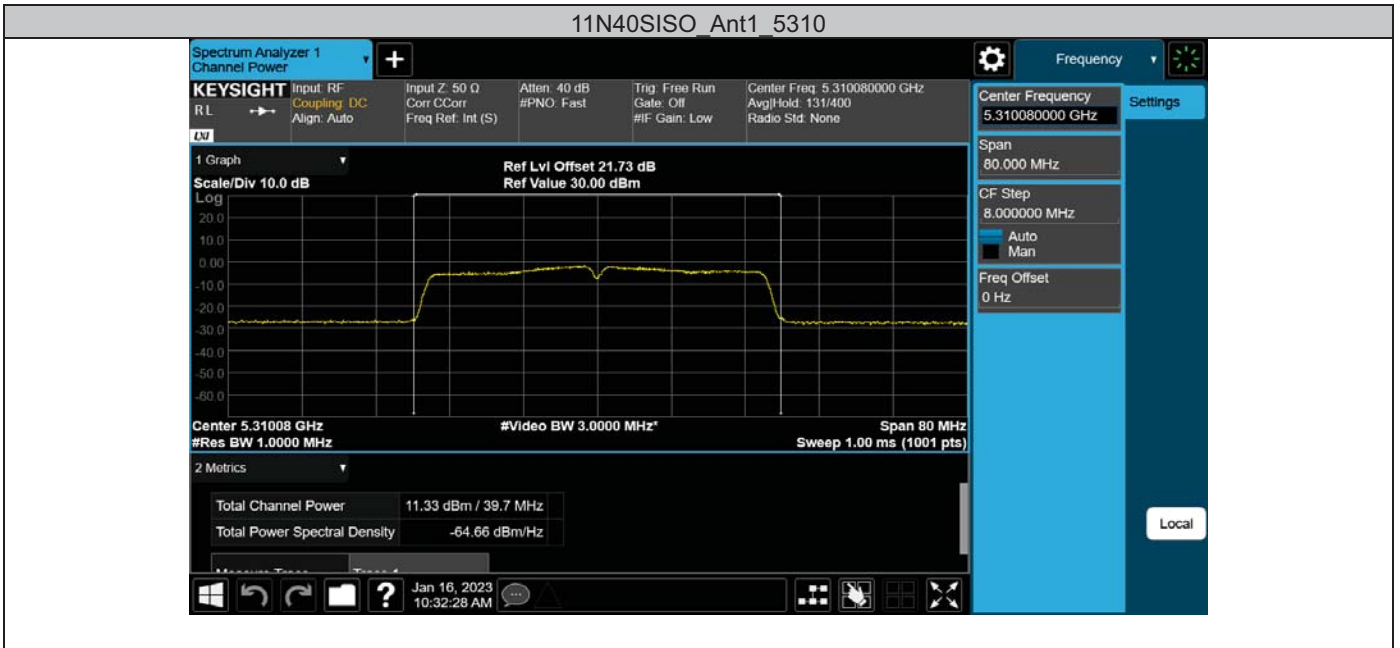 11N40SISO_Ant1_5310
Spectrum Analyzer 1
Channel Power
+
Frequency
KEYSIGHT
RL
LXI
Input: RF
Coupling: DC
Align: Auto
Input Z: 50 Ω
Corr CCorr
Freq Ref: Int (S)
Atten: 40 dB
#PNO: Fast
Trig: Free Run
Gate: Off
#IF Gain: Low
Center Freq: 5.310080000 GHz
Avg|Hold: 131/400
Radio Std: None
Center Frequency
5.310080000 GHz
Settings
Span
80.000 MHz
CF Step
8.000000 MHz
Auto
Man
Freq Offset
0 Hz
Local
1 Graph
Scale/Div 10.0 dB
Ref Lvl Offset 21.73 dB
Ref Value 30.00 dBm
Log
20.0
10.0
0.00
-10.0
-20.0
-30.0
-40.0
-50.0
-60.0
Center 5.31008 GHz
#Res BW 1.0000 MHz
#Video BW 3.0000 MHz*
Span 80 MHz
Sweep 1.00 ms (1001 pts)
2 Metrics
Total Channel Power 11.33 dBm / 39.7 MHz
Total Power Spectral Density -64.66 dBm/Hz
?
Jan 16, 2023
10:32:28 AM